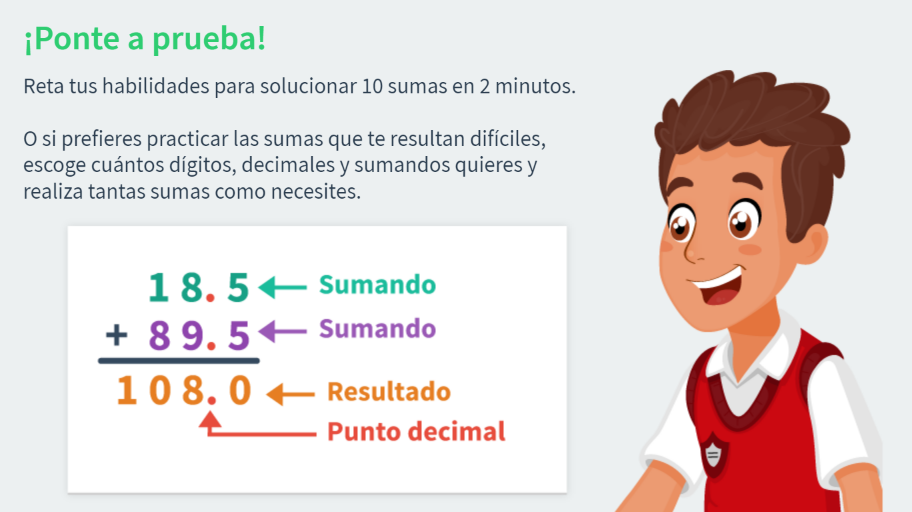 ¡Ponte a prueba!
Reta tus habilidades para solucionar 10 sumas en 2 minutos.
O si prefieres practicar las sumas que te resultan difíciles,
escoge cuántos dígitos, decimales y sumandos quieres y
realiza tantas sumas como necesites.
18.5 Sumando
+ 89.5 Sumando
108.0 Resultado
Punto decimal